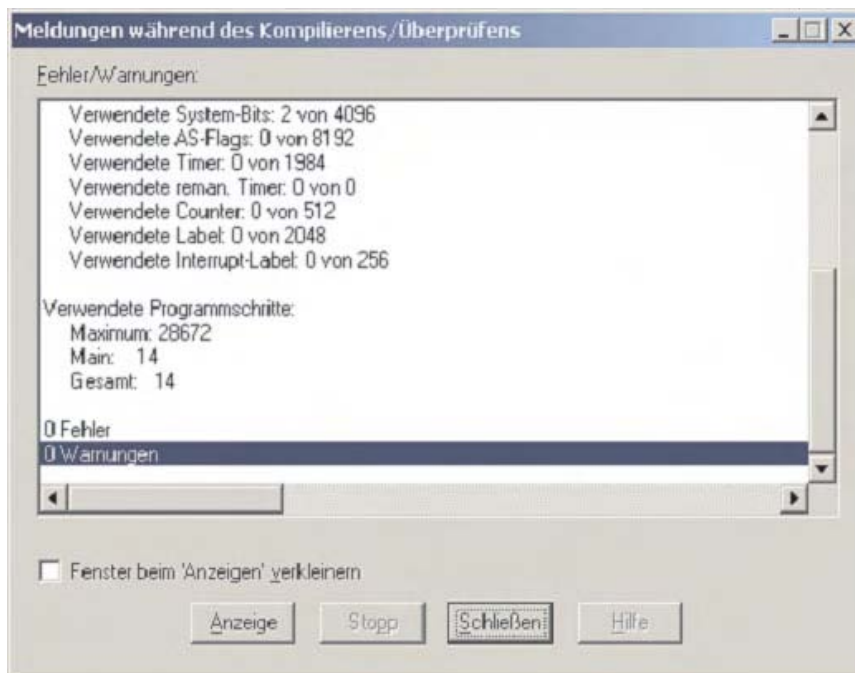 Meldungen während des Kompilierens/Überprüfens
Fehler/Warnungen:
Verwendete System-Bits: 2 von 4096
Verwendete AS-Flags: 0 von 8192
Verwendete Timer: 0 von 1984
Verwendete reman. Timer: 0 von 0
Verwendete Counter: 0 von 512
Verwendete Label: 0 von 2048
Verwendete Interrupt-Label: 0 von 256
Verwendete Programmschritte:
Maximum: 28672
Main: 14
Gesamt: 14
0 Fehler
0 Warnungen
Fenster beim 'Anzeigen' verkleinern
Anzeige Stopp Schließen Hilfe